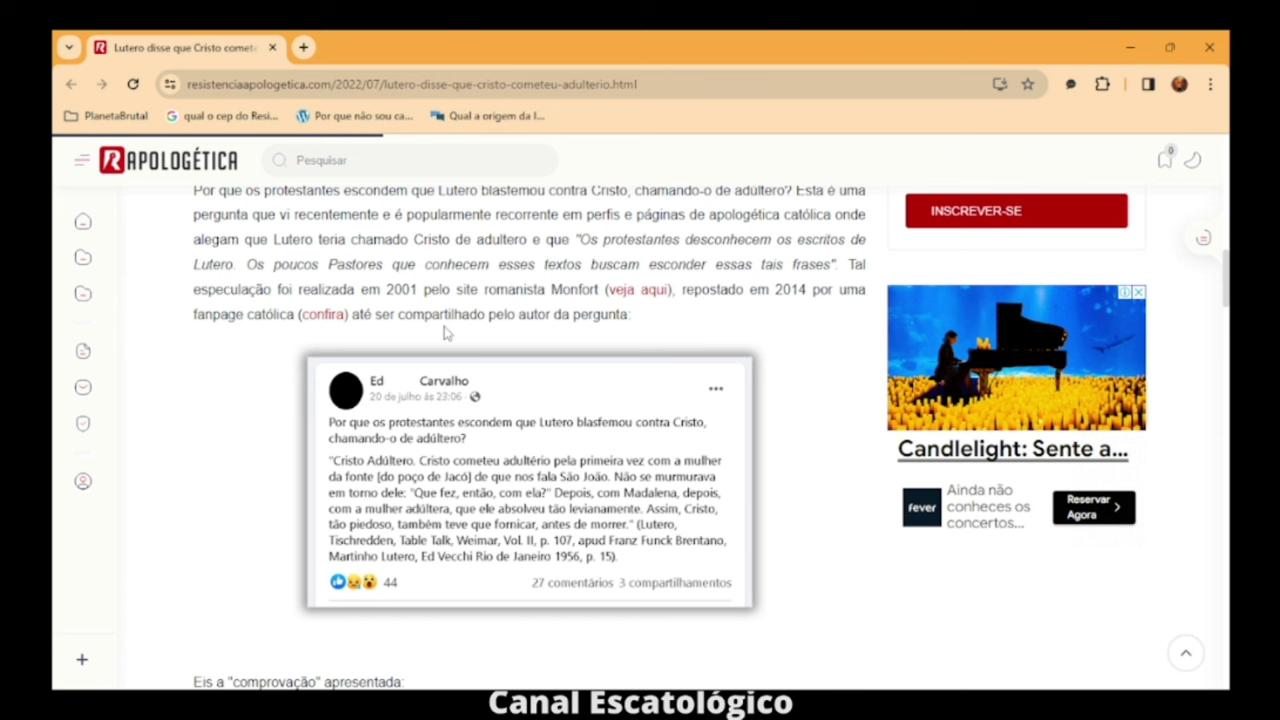 Lutero disse que Cristo comete
resistenciaapologetica.com/2022/07/lutero-disse-que-cristo-cometeu-adulterio.html
PlanetaBrutal
qual o cep do Resi...
Por que não sou ca...
Qual a origem da I...
APOLOGÉTICA
Pesquisar
0
Por que os protestantes escondem que Lutero blasfemou contra Cristo, chamando-o de adúltero? Esta é uma
pergunta que vi recentemente e é popularmente recorrente em perfis e páginas de apologética católica onde
alegam que Lutero teria chamado Cristo de adultero e que "Os protestantes desconhecem os escritos de
Lutero. Os poucos Pastores que conhecem esses textos buscam esconder essas tais frases". Tal
especulação foi realizada em 2001 pelo site romanista Monfort (veja aqui), repostado em 2014 por uma
fanpage católica (confira) até ser compartilhado pelo autor da pergunta:
Ed Carvalho
20 de julho às 23:06
Por que os protestantes escondem que Lutero blasfemou contra Cristo,
chamando-o de adúltero?
"Cristo Adúltero. Cristo cometeu adultério pela primeira vez com a mulher
da fonte [do poço de Jacó] de que nos fala São João. Não se murmurava
em torno dele: "Que fez, então, com ela?" Depois, com Madalena, depois,
com a mulher adúltera, que ele absolveu tão levianamente. Assim, Cristo,
tão piedoso, também teve que fornicar, antes de morrer." (Lutero,
Tischredden, Table Talk, Weimar, Vol. II, p. 107, apud Franz Funck Brentano,
Martinho Lutero, Ed Vecchi Rio de Janeiro 1956, p. 15).
44
27 comentários 3 compartilhamentos
Eis a "comprovação" apresentada:
INSCREVER-SE
Candlelight: Sente a...
fever
Ainda não
conheces os
concertos...
Reservar
Agora
Canal Escatológico